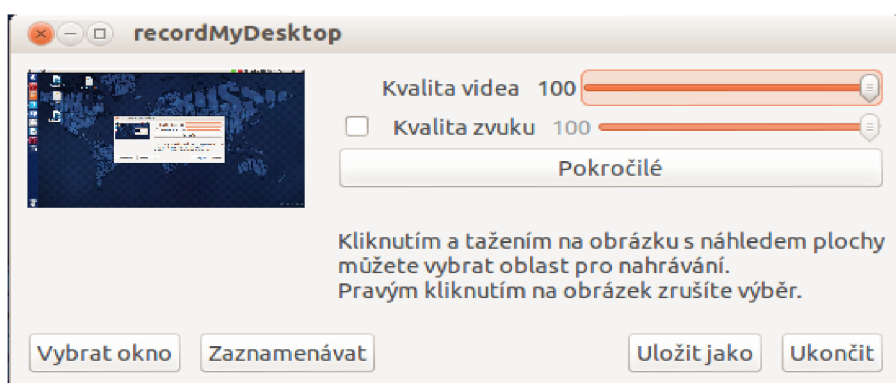 recordMyDesktop
Kvalita videa 100
Kvalita zvuku 100
Pokročilé
Kliknutím a tažením na obrázku s náhledem plochy
můžete vybrat oblast pro nahrávání.
Pravým kliknutím na obrázek zrušíte výběr.
Vybrat okno Zaznamenávat Uložit jako Ukončit